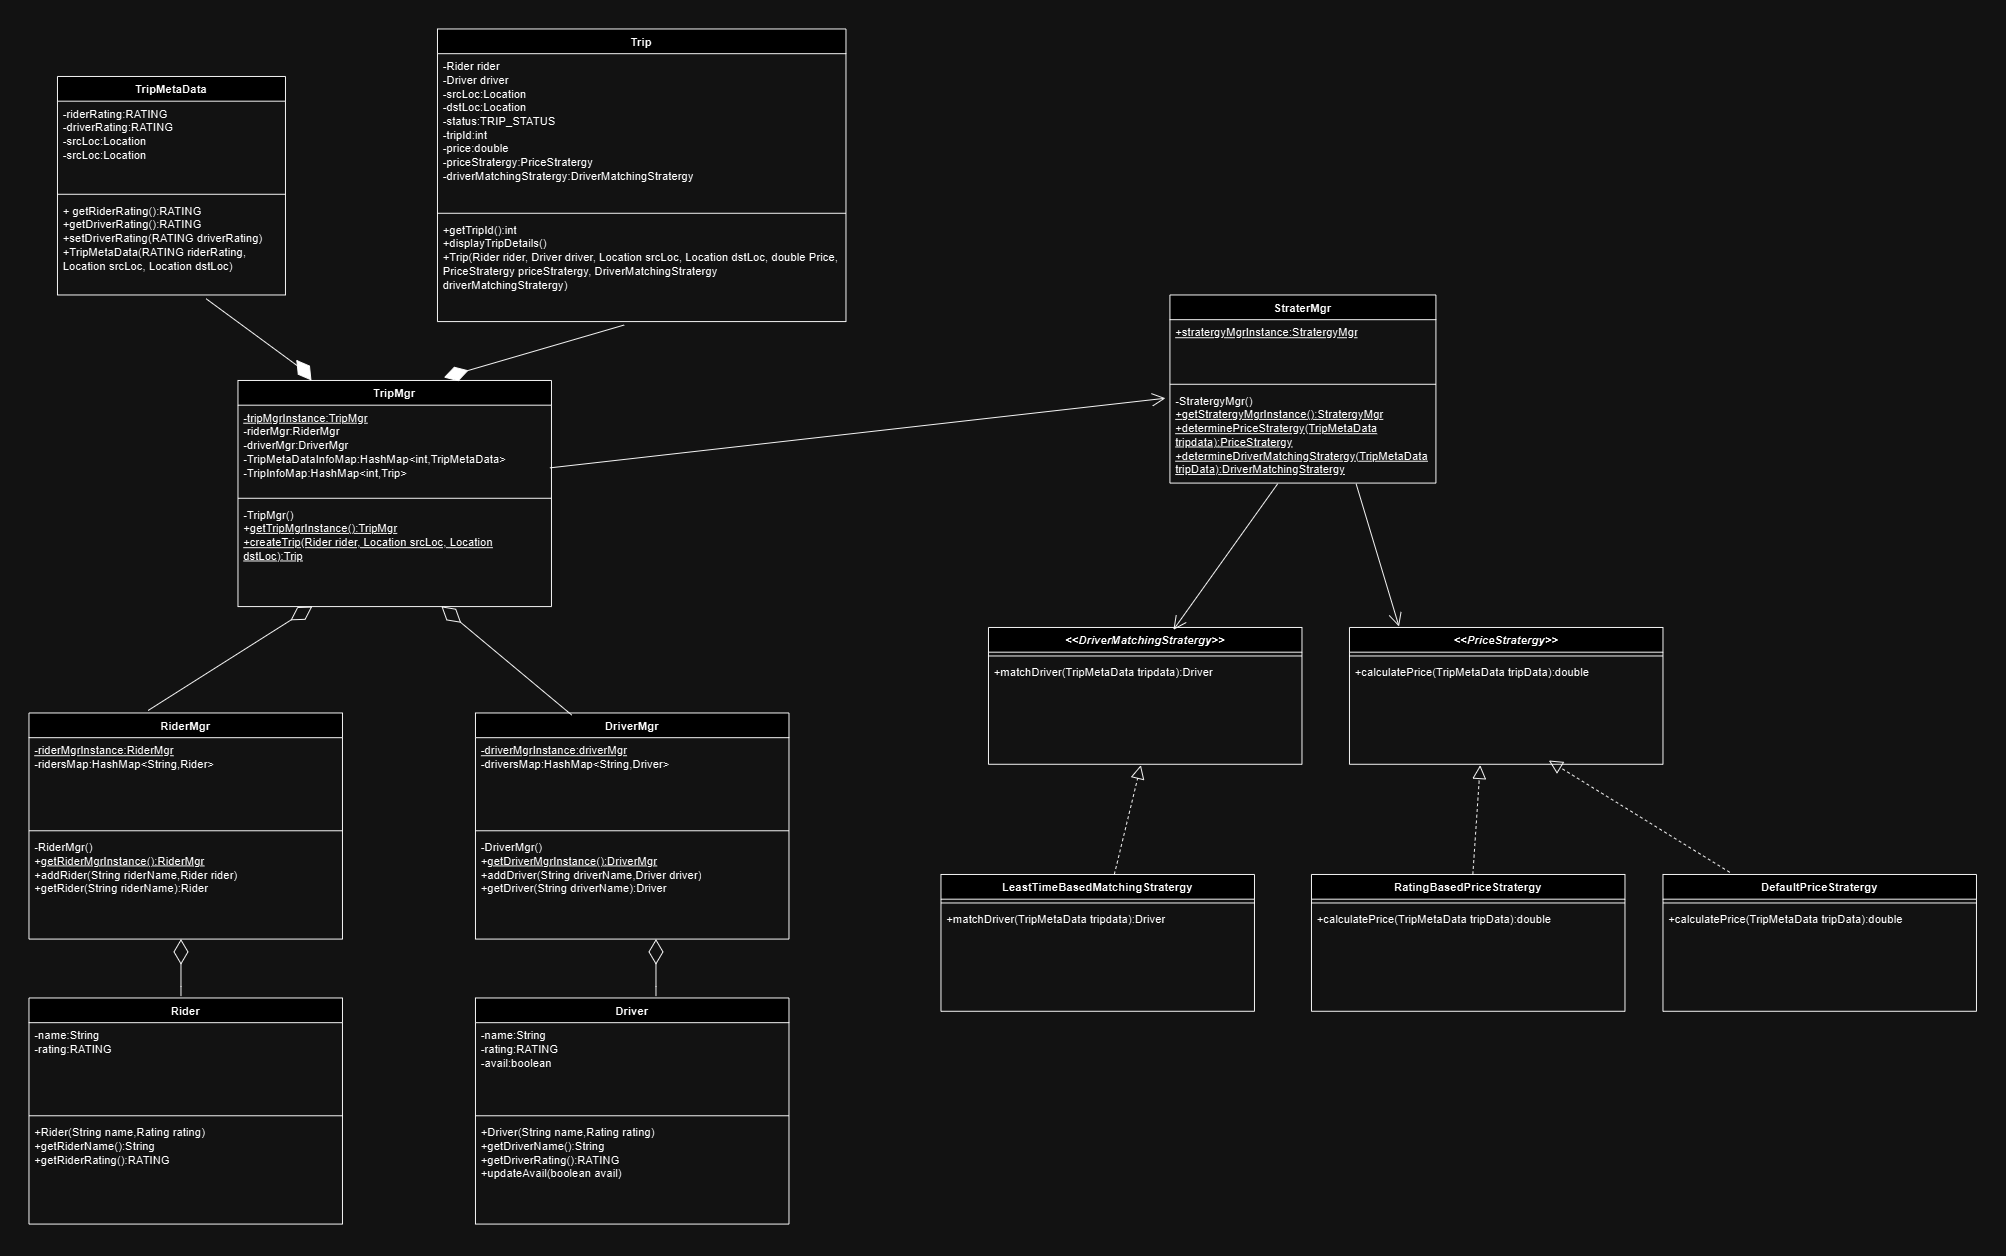 Trip
-Rider rider
-Driver driver
-srcLoc:Location
-dstLoc:Location
-status:TRIP_STATUS
-tripId:int
-price:double
-priceStratergy:PriceStratergy
-driverMatchingStratergy:DriverMatchingStratergy
+getTripId():int
+displayTripDetails()
+Trip(Rider rider, Driver driver, Location srcLoc, Location dstLoc, double Price,
PriceStratergy priceStratergy, DriverMatchingStratergy
driverMatchingStratergy)
TripMetaData
-riderRating:RATING
-driverRating:RATING
-srcLoc:Location
-srcLoc:Location
+ getRiderRating():RATING
+getDriverRating():RATING
+setDriverRating(RATING driverRating)
+TripMetaData(RATING riderRating,
Location srcLoc, Location dstLoc)
StraterMgr
+stratergyMgrInstance:StratergyMgr
-StratergyMgr()
+getStratergyMgrInstance():StratergyMgr
+determinePriceStratergy(TripMetaData
tripdata):PriceStratergy
+determineDriverMatchingStratergy(TripMetaData
tripData):DriverMatchingStratergy
TripMgr
-tripMgrInstance:TripMgr
-riderMgr:RiderMgr
-driverMgr:DriverMgr
-TripMetaDataInfoMap:HashMap<int,TripMetaData>
-TripInfoMap:HashMap<int,Trip>
-TripMgr()
+getTripMgrInstance():TripMgr
+createTrip(Rider rider, Location srcLoc, Location
dstLoc):Trip
<<DriverMatchingStratergy>>
+matchDriver(TripMetaData tripdata):Driver
<<PriceStratergy>>
+calculatePrice(TripMetaData tripData):double
RiderMgr
-riderMgrInstance:RiderMgr
-ridersMap:HashMap<String,Rider>
-RiderMgr()
+getRiderMgrInstance():RiderMgr
+addRider(String riderName,Rider rider)
+getRider(String riderName):Rider
DriverMgr
-driverMgrInstance:driverMgr
-driversMap:HashMap<String,Driver>
-DriverMgr()
+getDriverMgrInstance():DriverMgr
+addDriver(String driverName,Driver driver)
+getDriver(String driverName):Driver
LeastTimeBasedMatchingStratergy
+matchDriver(TripMetaData tripdata):Driver
RatingBasedPriceStratergy
+calculatePrice(TripMetaData tripData):double
DefaultPriceStratergy
+calculatePrice(TripMetaData tripData):double
Rider
-name:String
-rating:RATING
+Rider(String name,Rating rating)
+getRiderName():String
+getRiderRating():RATING
Driver
-name:String
-rating:RATING
-avail:boolean
+Driver(String name,Rating rating)
+getDriverName():String
+getDriverRating():RATING
+updateAvail(boolean avail)